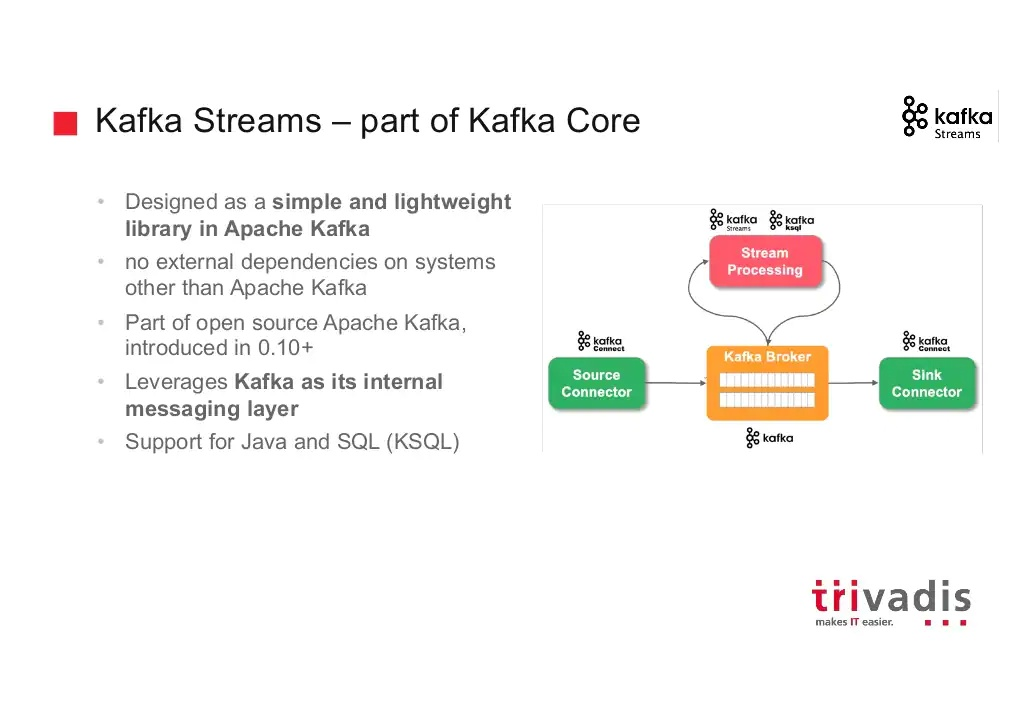 Kafka Streams – part of Kafka Core
kafka
Streams
• Designed as a simple and lightweight
library in Apache Kafka
• no external dependencies on systems
other than Apache Kafka
• Part of open source Apache Kafka,
introduced in 0.10+
• Leverages Kafka as its internal
messaging layer
• Support for Java and SQL (KSQL)
kafka
Streams
kafka
ksql
Stream
Processing
kafka
Connect
Source
Connector
Kafka Broker
kafka
kafka
Connect
Sink
Connector
trivadis
makes IT easier.